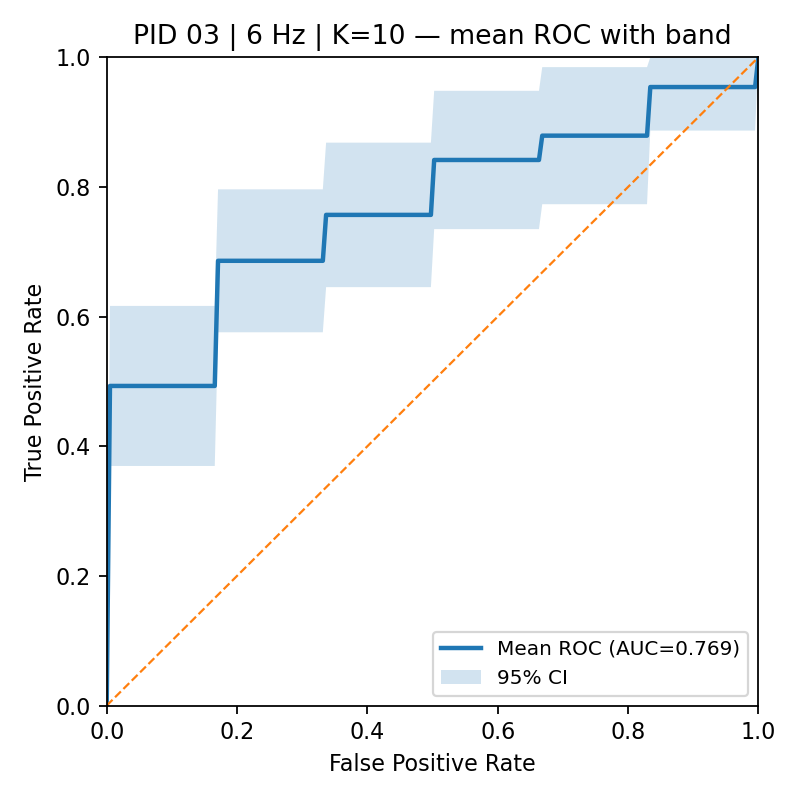 PID 03 | 6 Hz | K=10 — mean ROC with band
True Positive Rate
1.0
0.8
0.6
0.4
0.2
0.0
Mean ROC (AUC=0.769)
95% CI
0.0 0.2 0.4 0.6 0.8 1.0
False Positive Rate